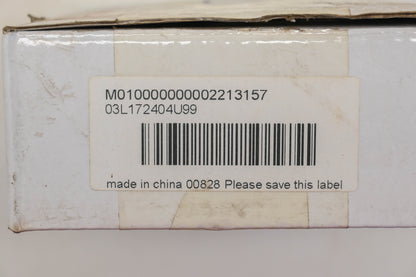 M010000000002213157
03L172404U99
made in china 00828 Please save this label